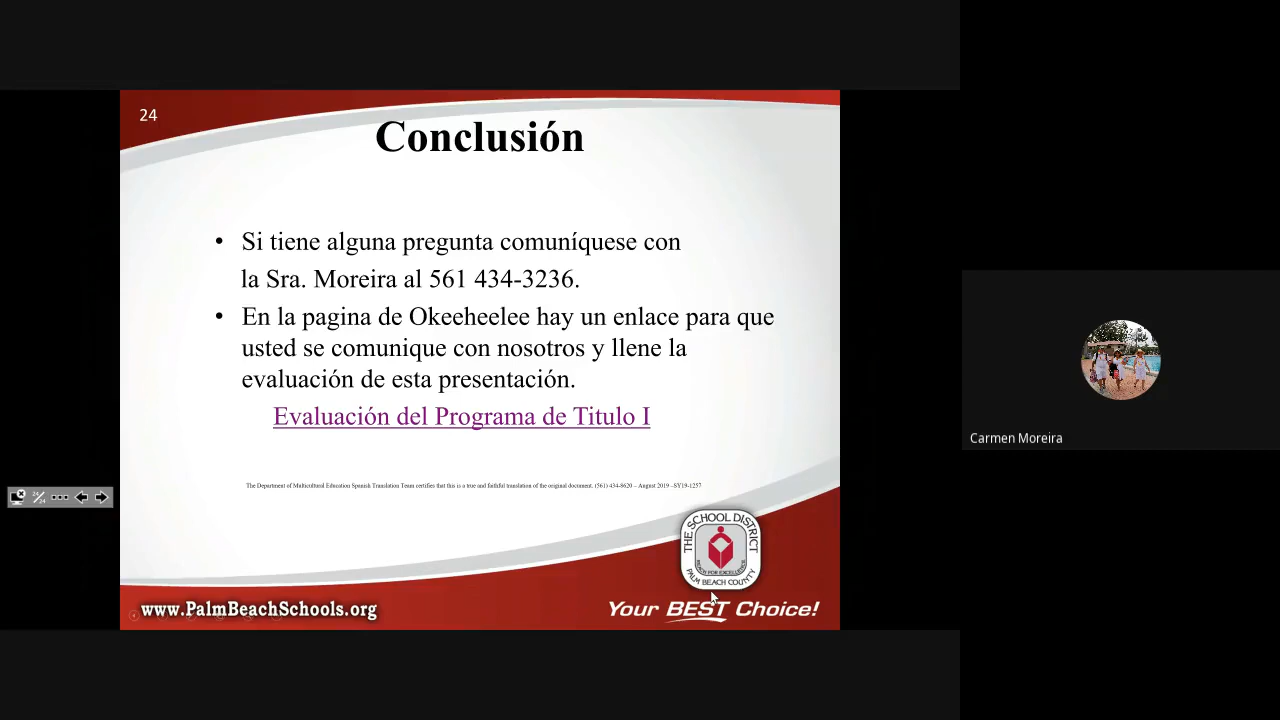 24
Conclusión
• Si tiene alguna pregunta comuníquese con
la Sra. Moreira al 561 434-3236.
• En la pagina de Okeeheelee hay un enlace para que
usted se comunique con nosotros y llene la
evaluación de esta presentación.
Evaluación del Programa de Titulo I
The Department of Multicultural Education Spanish Translation Team certifies that this is a true and faithful translation of the original document. (561) 434-8620 – August 2019 –SY19-1257
THE SCHOOL DISTRICT
PALM BEACH COUNTY
www.PalmBeachSchools.org
Your BEST Choice!
Carmen Moreira